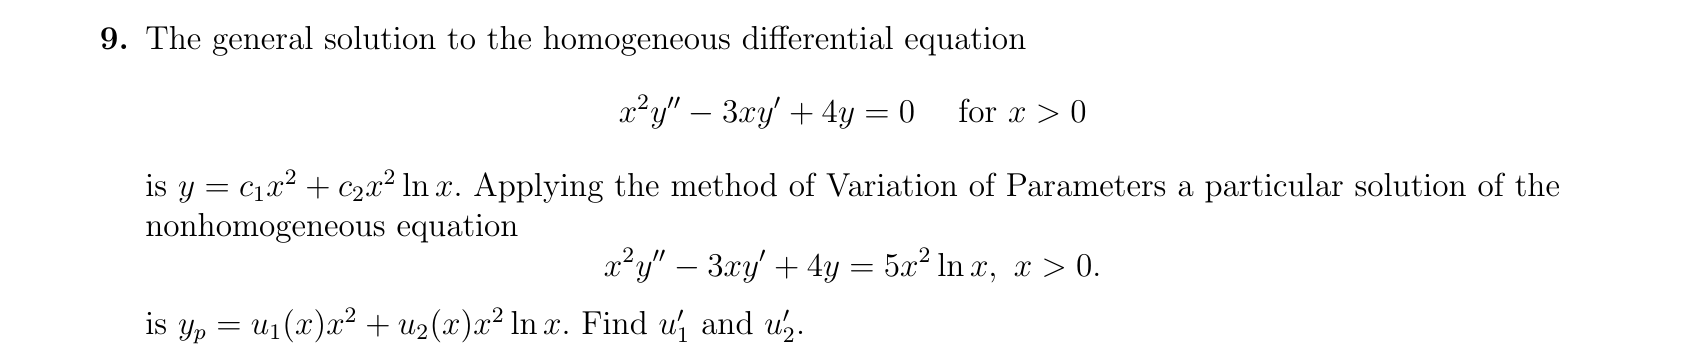 9. The general solution to the homogeneous differential equation
x²y″ − 3xy′ + 4y = 0 for x > 0
is y = c₁x² + c₂x² ln x. Applying the method of Variation of Parameters a particular solution of the
nonhomogeneous equation
x²y″ − 3xy′ + 4y = 5x² ln x, x > 0.
is yₚ = u₁(x)x² + u₂(x)x² ln x. Find u₁′ and u₂′.